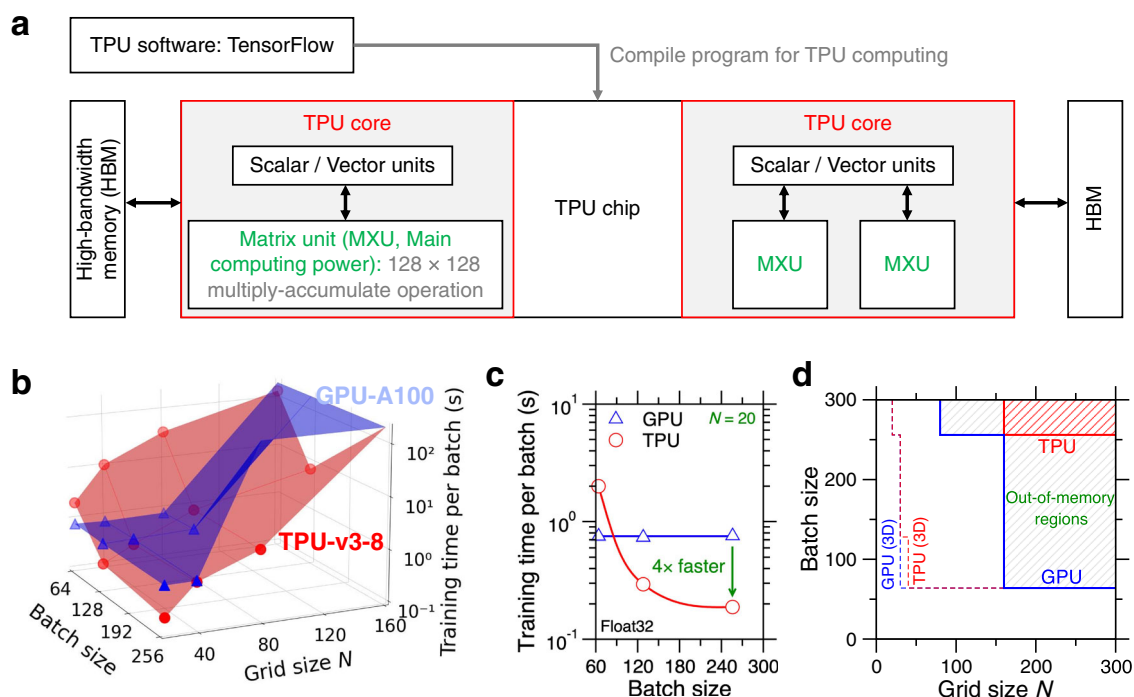 a
TPU software: TensorFlow
Compile program for TPU computing
High-bandwidth
memory (HBM)
TPU core
Scalar / Vector units
Matrix unit (MXU, Main
computing power): 128 × 128
multiply-accumulate operation
TPU chip
TPU core
Scalar / Vector units
MXU
MXU
HBM
b
GPU-A100
TPU-v3-8
Training time per batch (s)
10²
10¹
10⁰
10⁻¹
64
128
192
256
Batch size
40
80
120
160
Grid size N
c
Training time per batch (s)
10¹
10⁰
10⁻¹
GPU
TPU
N = 20
4× faster
Float32
60
120
180
240
300
Batch size
d
Batch size
300
200
100
0
TPU
Out-of-memory
regions
GPU
GPU (3D)
TPU (3D)
0
100
200
300
Grid size N